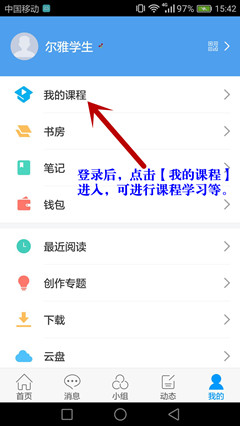 中国移动 57% 15:42
尔雅学生
我的课程
书房
笔记
登录后，点击【我的课程】
进入，可进行课程学习等。
钱包
最近阅读
创作专题
下载
云盘
首页 消息 小组 动态 我的